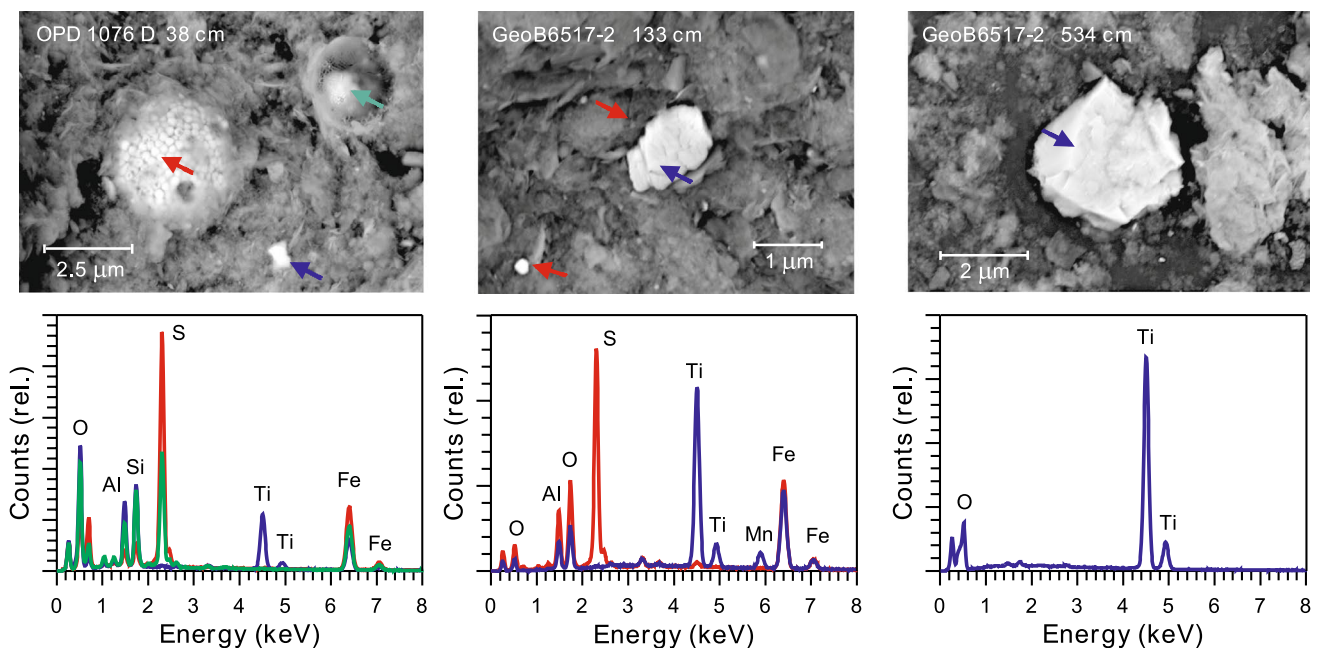 OPD 1076 D 38 cm
2.5 μm
GeoB6517-2 133 cm
1 μm
GeoB6517-2 534 cm
2 μm
Counts (rel.)
O
Al
Si
S
Ti
Ti
Fe
Fe
0 1 2 3 4 5 6 7 8
Energy (keV)
Counts (rel.)
O
Al
O
S
Ti
Ti
Mn
Fe
Fe
0 1 2 3 4 5 6 7 8
Energy (keV)
Counts (rel.)
O
Ti
Ti
0 1 2 3 4 5 6 7 8
Energy (keV)